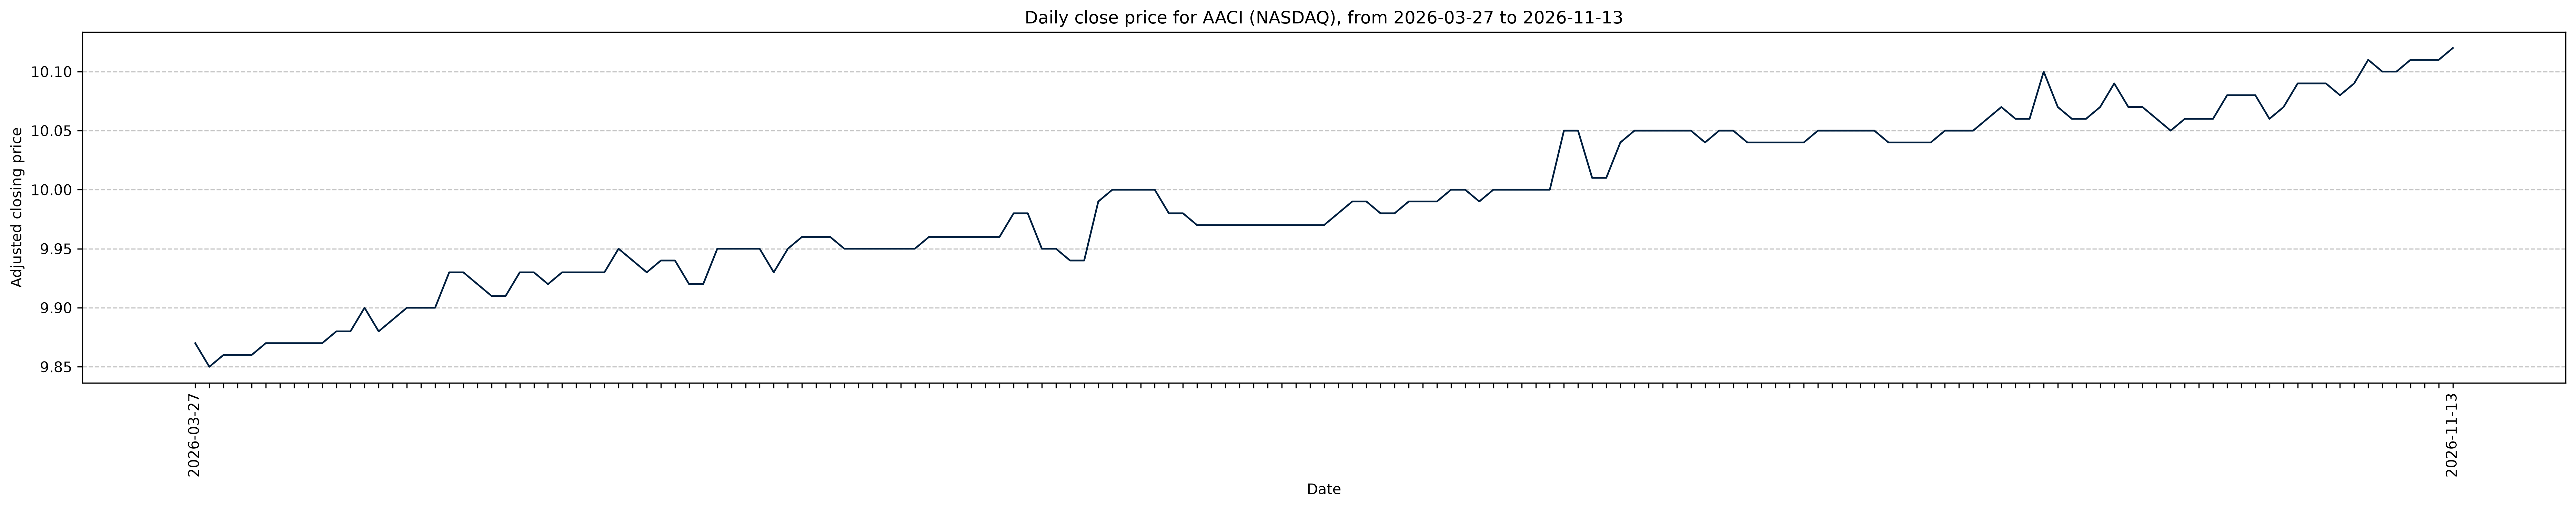 Daily close price for AACI (NASDAQ), from 2026-03-27 to 2026-11-13
Adjusted closing price
10.10
10.05
10.00
9.95
9.90
9.85
2026-03-27
2026-11-13
Date